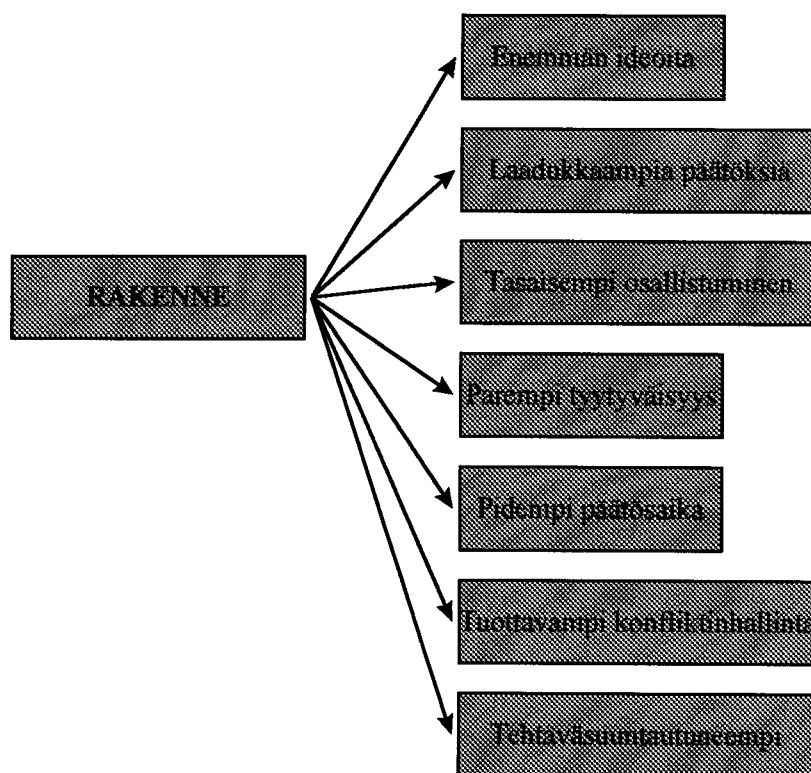 Enemmän ideoita
Laadukkaampia päätöksiä
Tasaisempi osallistuminen
RAKENNE
Parempi tyytyväisyys
Pidempi päätösaika
Tuottavampi konfliktinhallinta
Tehtäväsuuntautuneempi